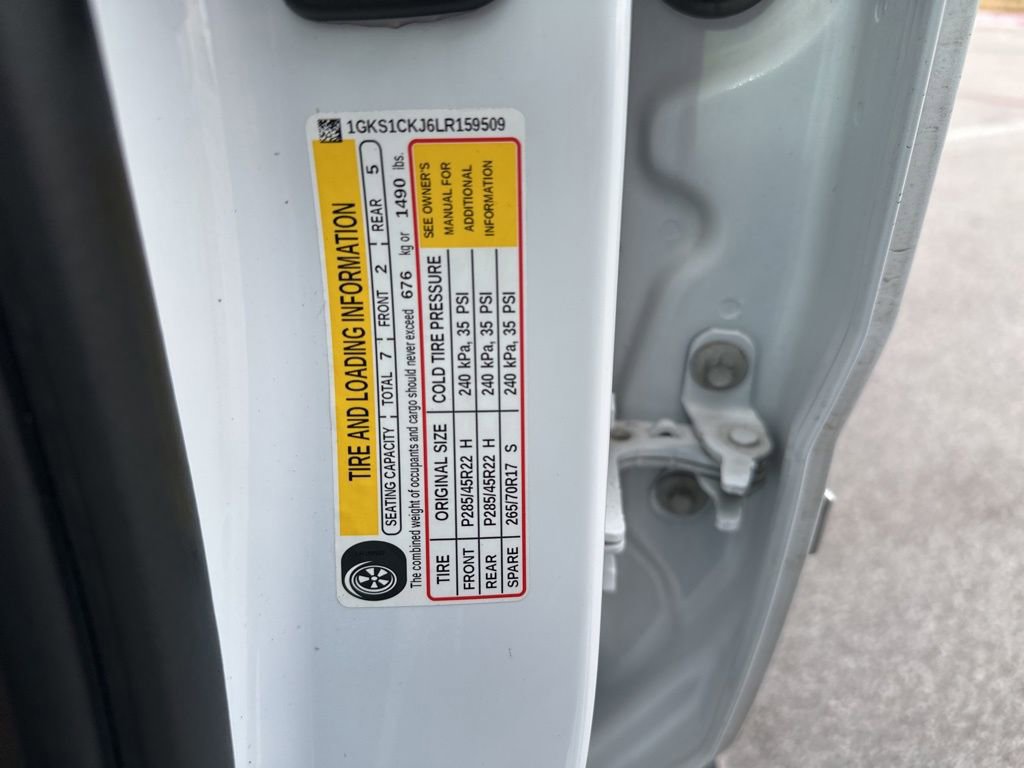 1GKS1CKJ6LR159509
TIRE AND LOADING INFORMATION
SEATING CAPACITY TOTAL 7 FRONT 2 REAR 5
The combined weight of occupants and cargo should never exceed 676 kg or 1490 lbs.
TIRE ORIGINAL SIZE COLD TIRE PRESSURE
FRONT P285/45R22 H 240 kPa, 35 PSI
REAR P285/45R22 H 240 kPa, 35 PSI
SPARE 265/70R17 S 240 kPa, 35 PSI
SEE OWNER'S
MANUAL FOR
ADDITIONAL
INFORMATION